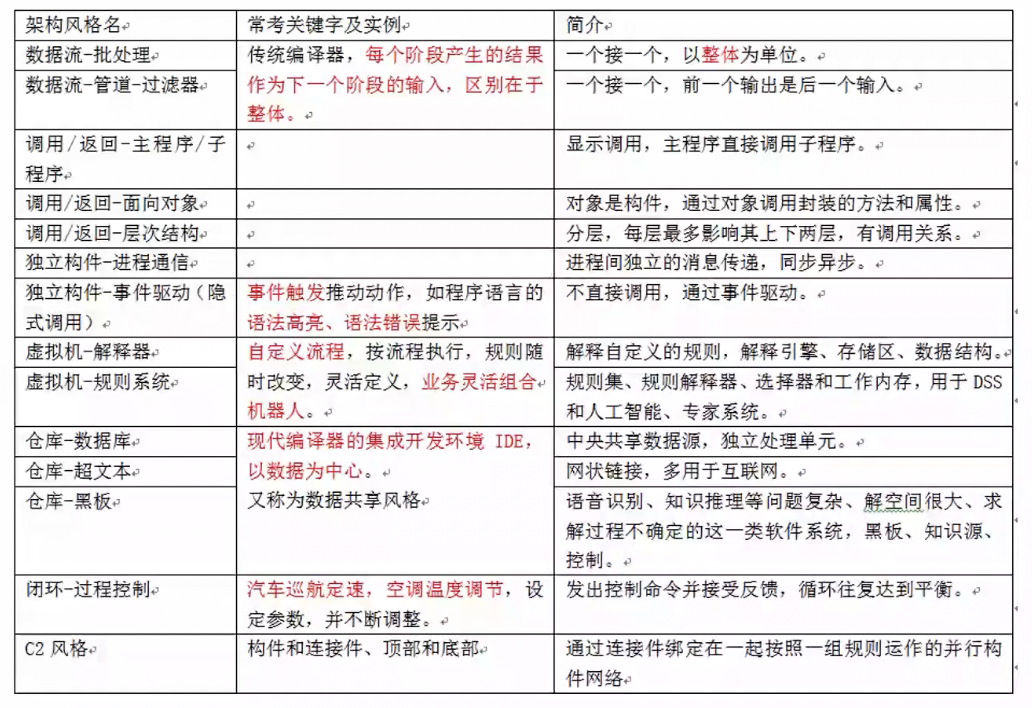 架构风格名 常考关键字及实例 简介
数据流-批处理 传统编译器，每个阶段产生的结果 一个接一个，以整体为单位。
数据流-管道-过滤器 作为下一个阶段的输入，区别在于 一个接一个，前一个输出是后一个输入。
整体。
调用/返回-主程序/子 显示调用，主程序直接调用子程序。
程序
调用/返回-面向对象 对象是构件，通过对象调用封装的方法和属性。
调用/返回-层次结构 分层，每层最多影响其上下两层，有调用关系。
独立构件-进程通信 进程间独立的消息传递，同步异步。
独立构件-事件驱动（隐 事件触发推动动作，如程序语言的 不直接调用，通过事件驱动。
式调用） 语法高亮、语法错误提示
虚拟机-解释器 自定义流程，按流程执行，规则随 解释自定义的规则，解释引擎、存储区、数据结构。
虚拟机-规则系统 时改变，灵活定义，业务灵活组合 规则集、规则解释器、选择器和工作内存，用于 DSS
机器人。 和人工智能、专家系统。
仓库-数据库 现代编译器的集成开发环境 IDE， 中央共享数据源，独立处理单元。
仓库-超文本 以数据为中心。 网状链接，多用于互联网。
仓库-黑板 又称为数据共享风格 语音识别、知识推理等问题复杂、解空间很大、求
解过程不确定的这一类软件系统，黑板、知识源、
控制。
闭环-过程控制 汽车巡航定速，空调温度调节，设 发出控制命令并接受反馈，循环往复达到平衡。
定参数，并不断调整。
C2 风格 构件和连接件、顶部和底部 通过连接件绑定在一起按照一组规则运作的并行构
件网络